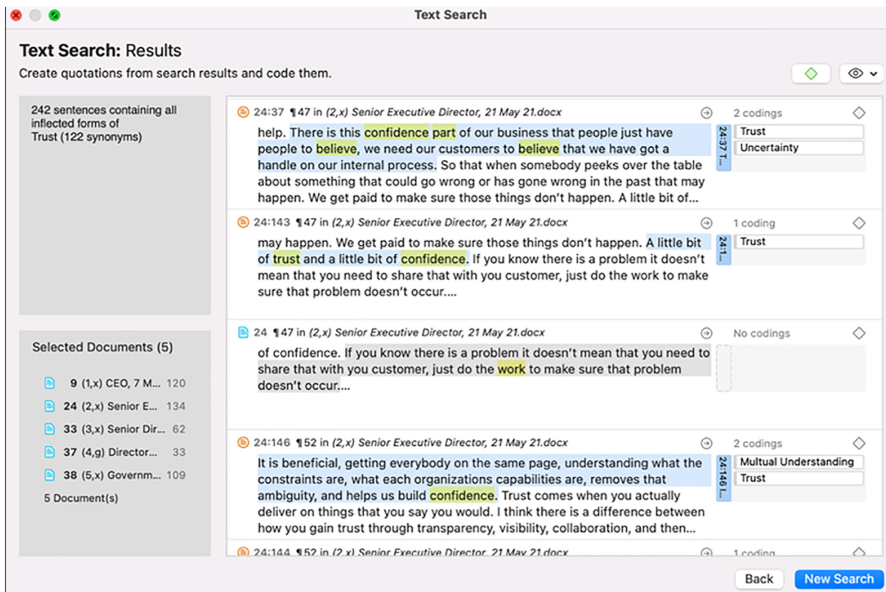 Text Search
Text Search: Results
Create quotations from search results and code them.
242 sentences containing all
inflected forms of
Trust (122 synonyms)
Selected Documents (5)
9 (1,x) CEO, 7 M... 120
24 (2,x) Senior E... 134
33 (3,x) Senior Dir... 62
37 (4,g) Director... 33
38 (5,x) Governm... 109
5 Document(s)
24:37 ¶47 in (2,x) Senior Executive Director, 21 May 21.docx
2 codings
help. There is this confidence part of our business that people just have
people to believe, we need our customers to believe that we have got a
handle on our internal process. So that when somebody peeks over the table
about something that could go wrong or has gone wrong in the past that may
happen. We get paid to make sure those things don't happen. A little bit of...
24:37 T...
Trust
Uncertainty
24:143 ¶47 in (2,x) Senior Executive Director, 21 May 21.docx
1 coding
may happen. We get paid to make sure those things don't happen. A little bit
of trust and a little bit of confidence. If you know there is a problem it doesn't
mean that you need to share that with you customer, just do the work to make
sure that problem doesn't occur....
24:1...
Trust
24 ¶47 in (2,x) Senior Executive Director, 21 May 21.docx
No codings
of confidence. If you know there is a problem it doesn't mean that you need to
share that with you customer, just do the work to make sure that problem
doesn't occur....
24:146 ¶52 in (2,x) Senior Executive Director, 21 May 21.docx
2 codings
It is beneficial, getting everybody on the same page, understanding what the
constraints are, what each organizations capabilities are, removes that
ambiguity, and helps us build confidence. Trust comes when you actually
deliver on things that you say you would. I think there is a difference between
how you gain trust through transparency, visibility, collaboration, and then...
24:146 I...
Multual Understanding
Trust
24:144 ¶52 in (2,x) Senior Executive Director, 21 May 21.docx
1 coding
Back
New Search